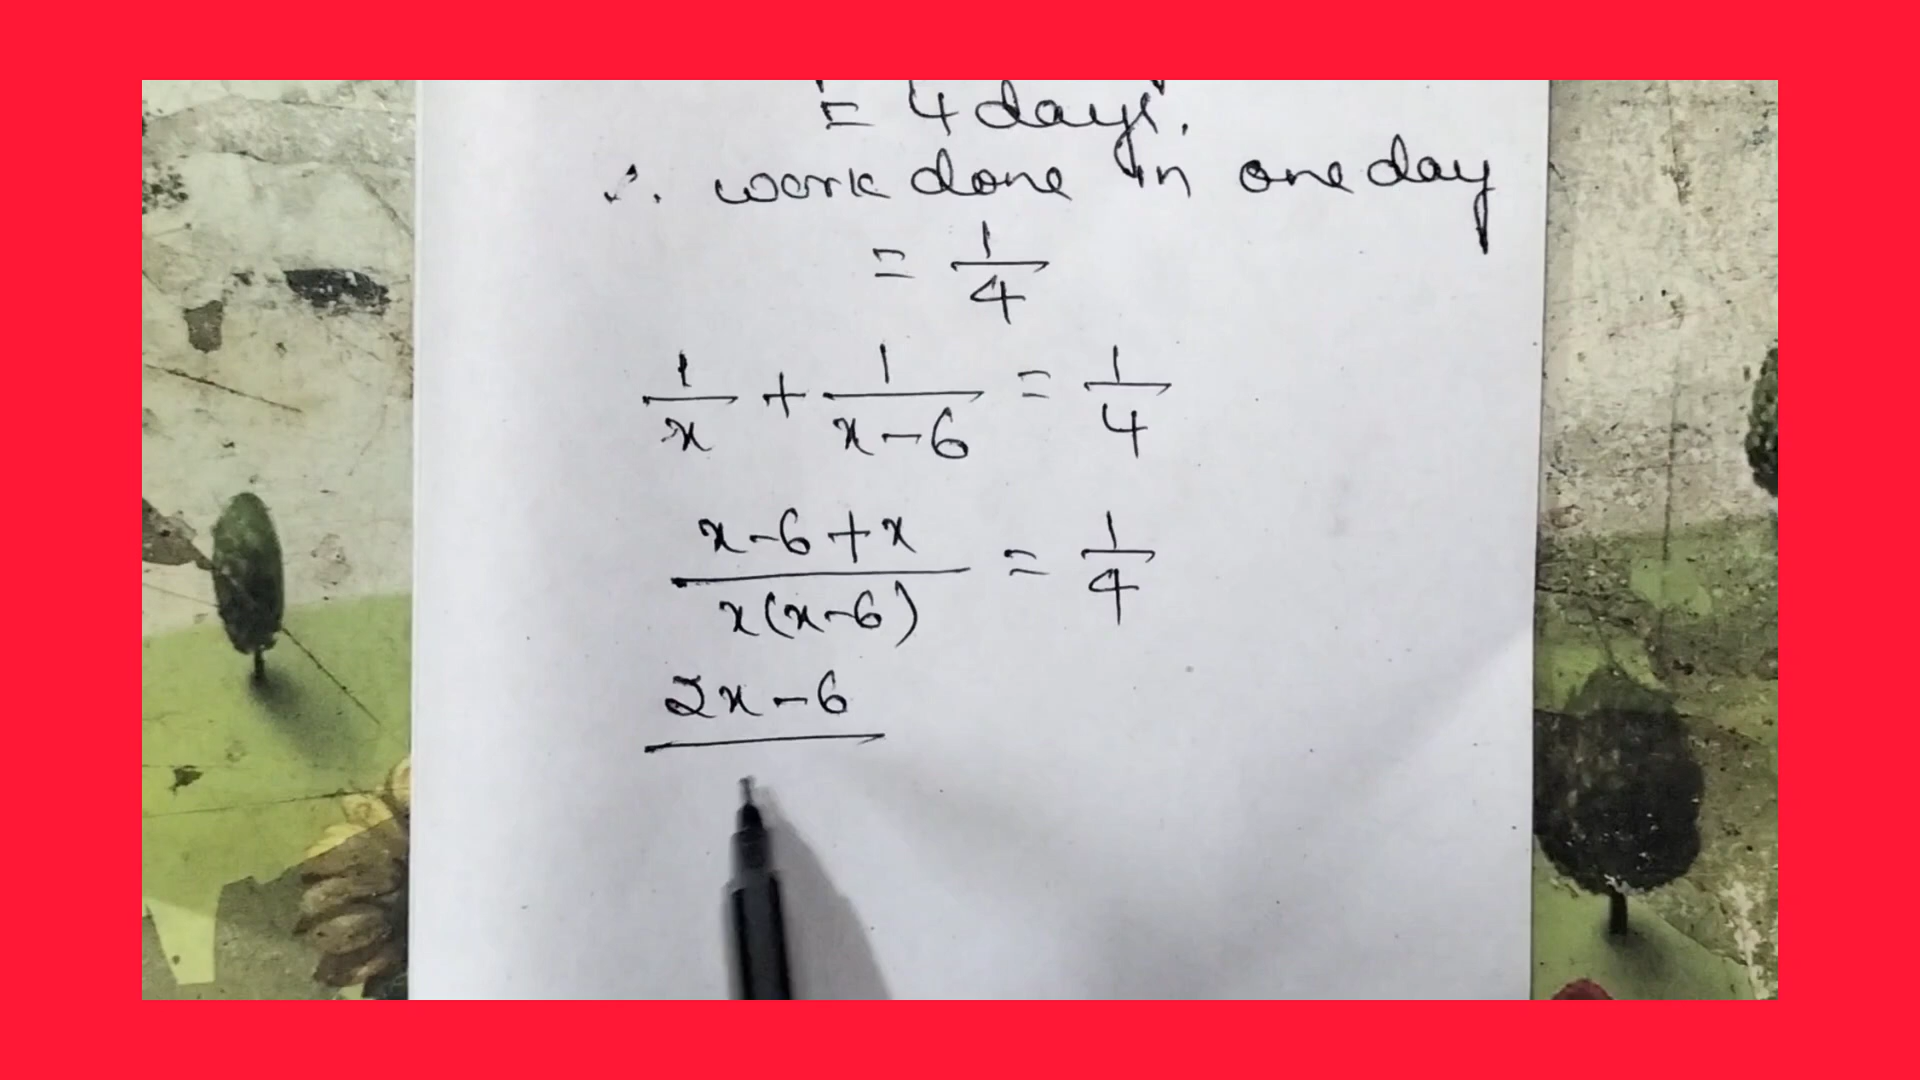 = 4 days.
∴ work done in one day
= 1/4
1/x + 1/(x-6) = 1/4
(x-6+x)/(x(x-6)) = 1/4
2x-6